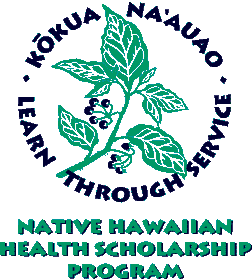 · KŌKUA NA'AUAO ·
LEARN THROUGH SERVICE
NATIVE HAWAIIAN
HEALTH SCHOLARSHIP
PROGRAM